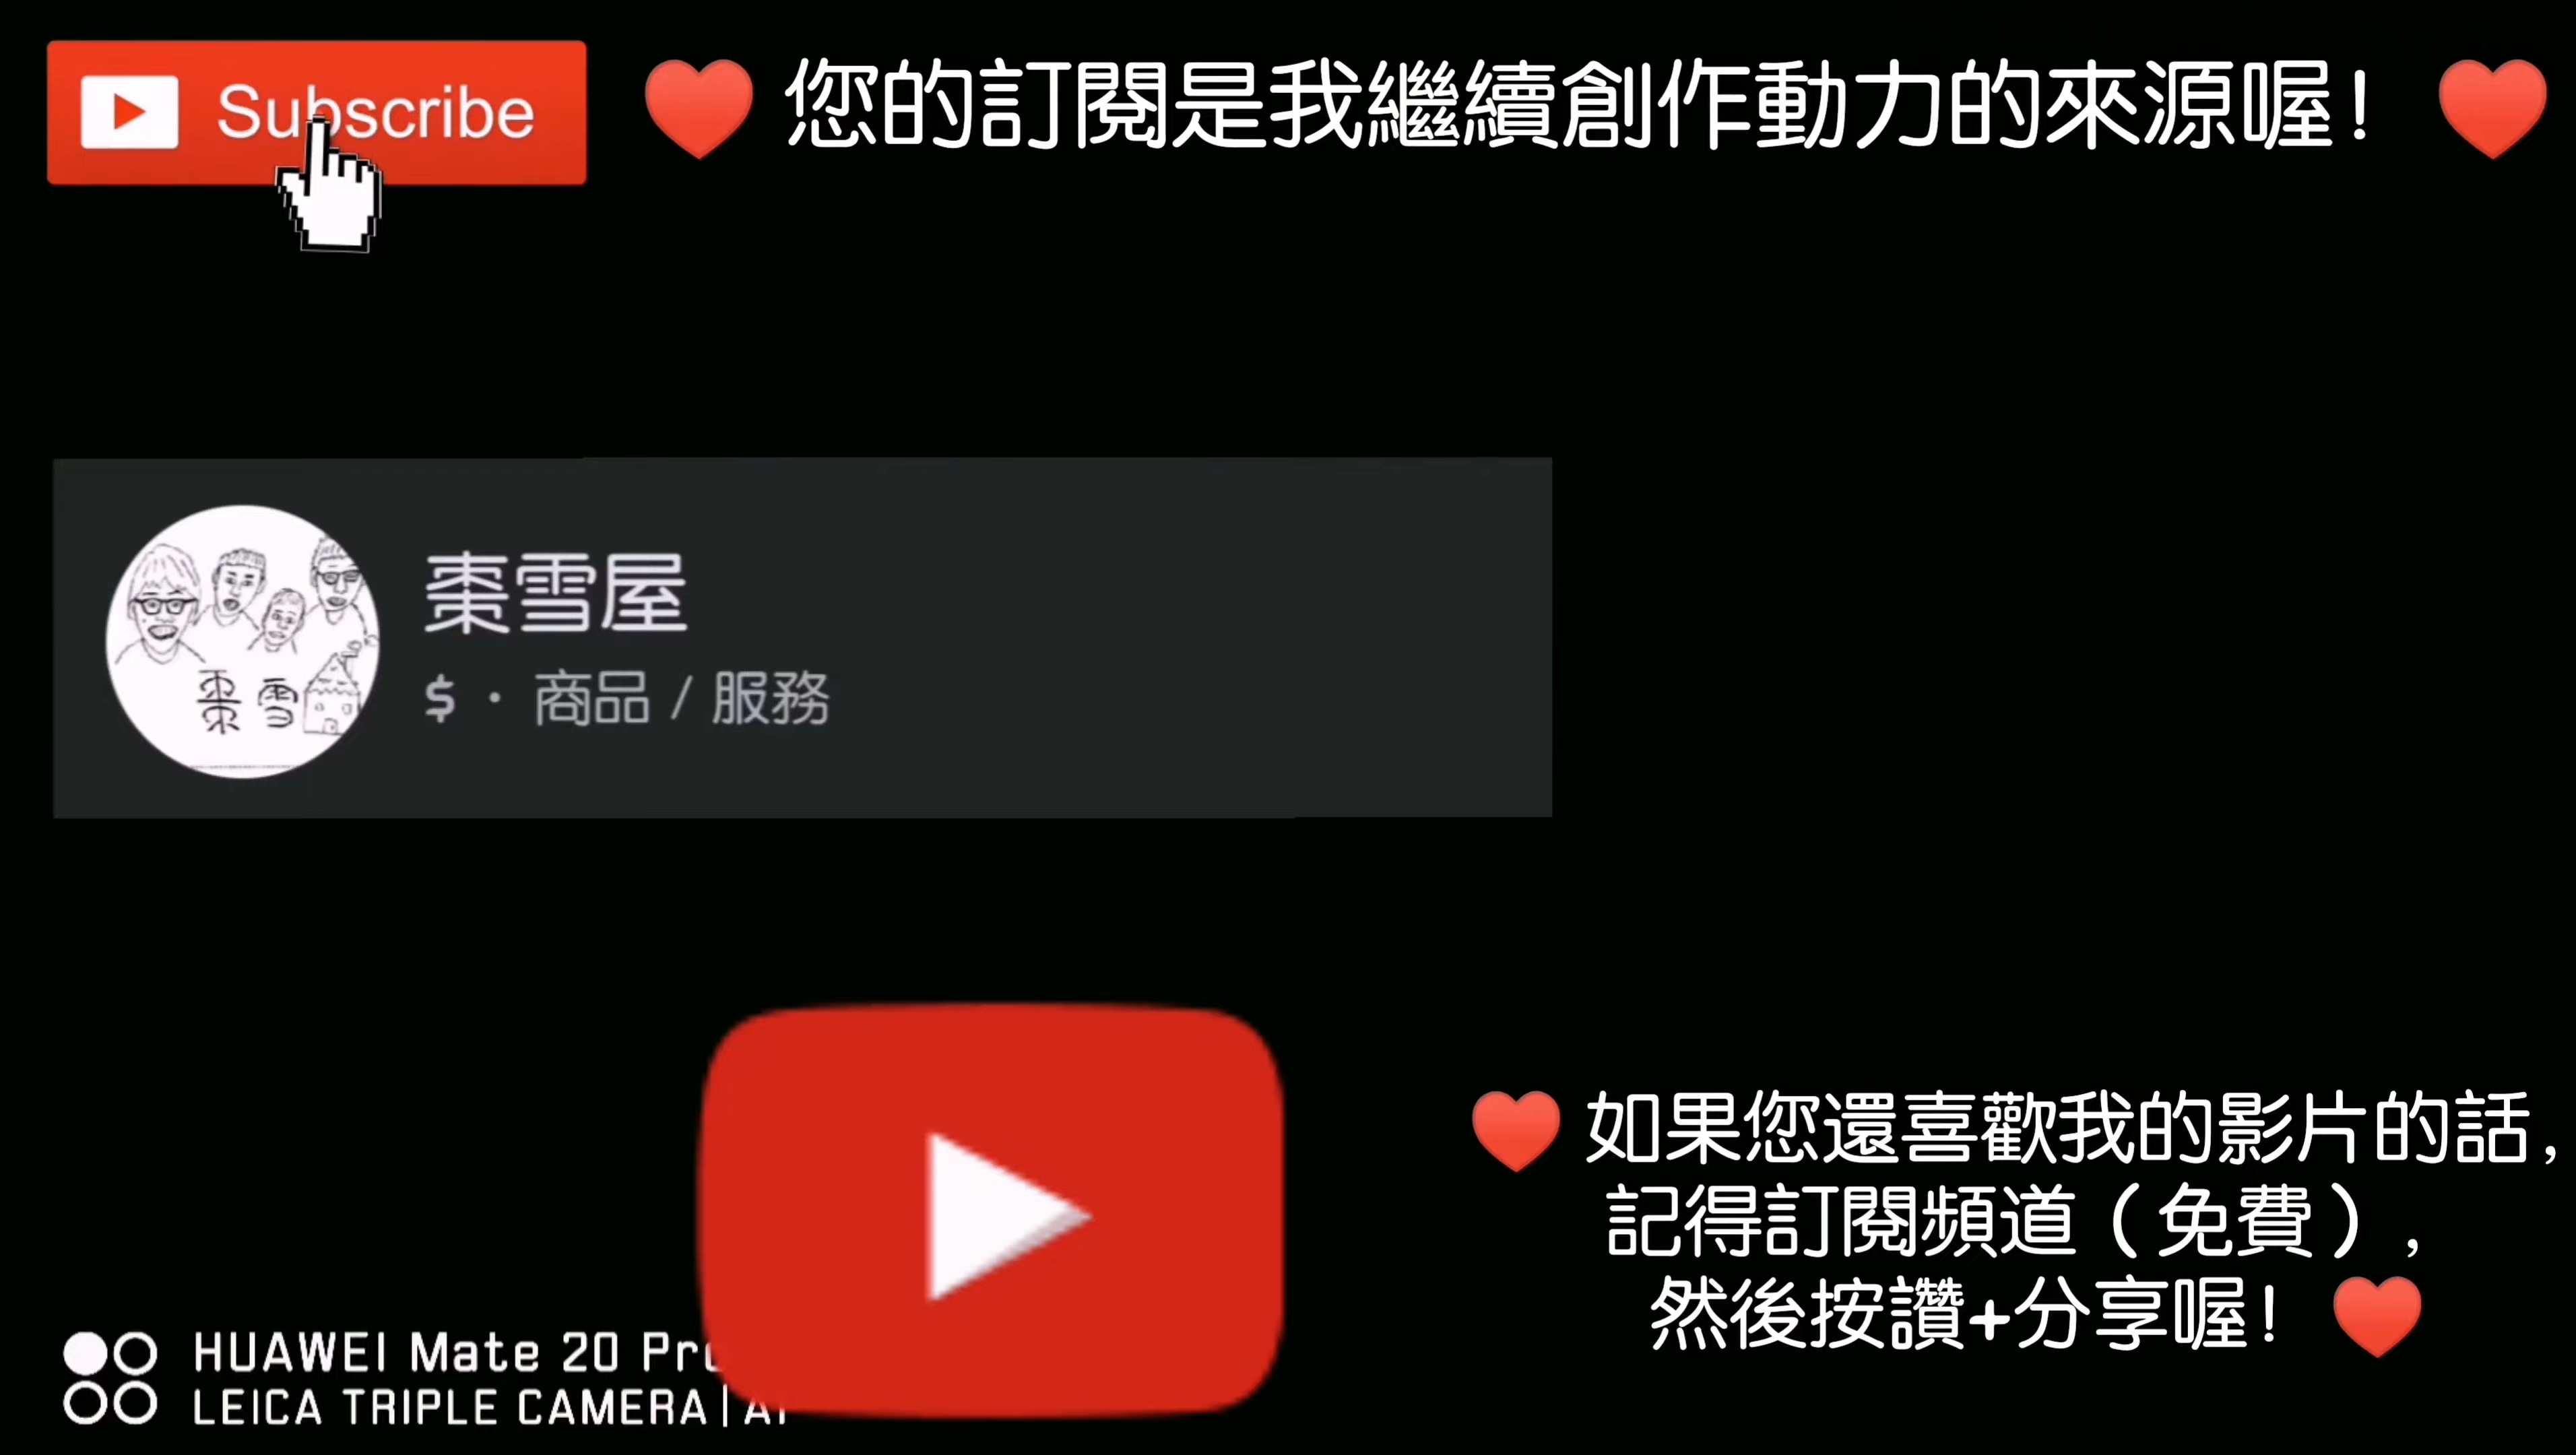 Subscribe
♥ 您的訂閱是我繼續創作動力的來源喔! ♥
棗雪屋
$ · 商品 / 服務
棗雪
♥ 如果您還喜歡我的影片的話,
記得訂閱頻道(免費),
然後按讚+分享喔! ♥
HUAWEI Mate 20 Pro
LEICA TRIPLE CAMERA | AI